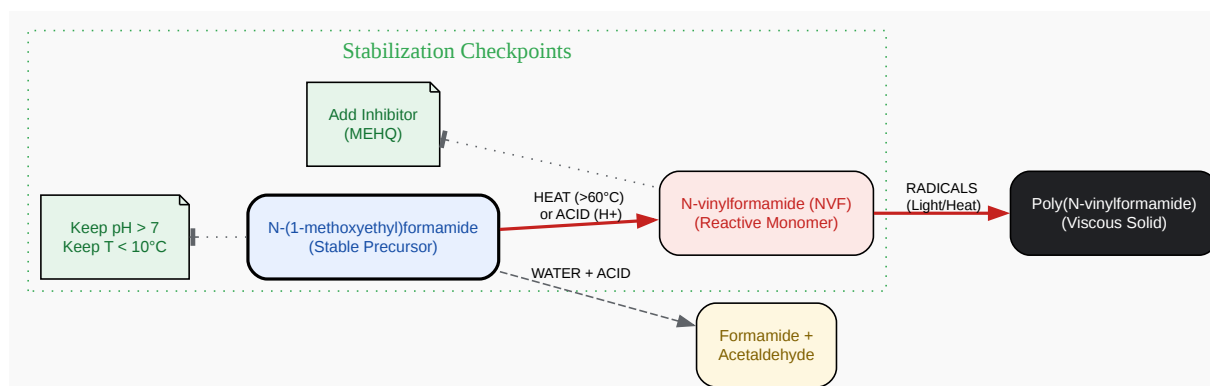 Stabilization Checkpoints
Add Inhibitor
(MEHQ)
Keep pH > 7
Keep T < 10°C
N-(1-methoxyethyl)formamide
(Stable Precursor)
HEAT (>60°C)
or ACID (H+)
WATER + ACID
N-vinylformamide (NVF)
(Reactive Monomer)
RADICALS
(Light/Heat)
Poly(N-vinylformamide)
(Viscous Solid)
Formamide +
Acetaldehyde